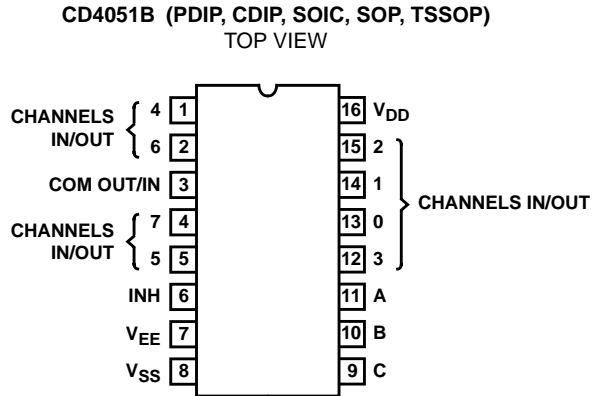 CD4051B (PDIP, CDIP, SOIC, SOP, TSSOP)
TOP VIEW
CHANNELS IN/OUT
4 1
6 2
COM OUT/IN 3
CHANNELS IN/OUT
7 4
5 5
INH 6
VEE 7
VSS 8
16 VDD
15 2
14 1
13 0
12 3
CHANNELS IN/OUT
11 A
10 B
9 C